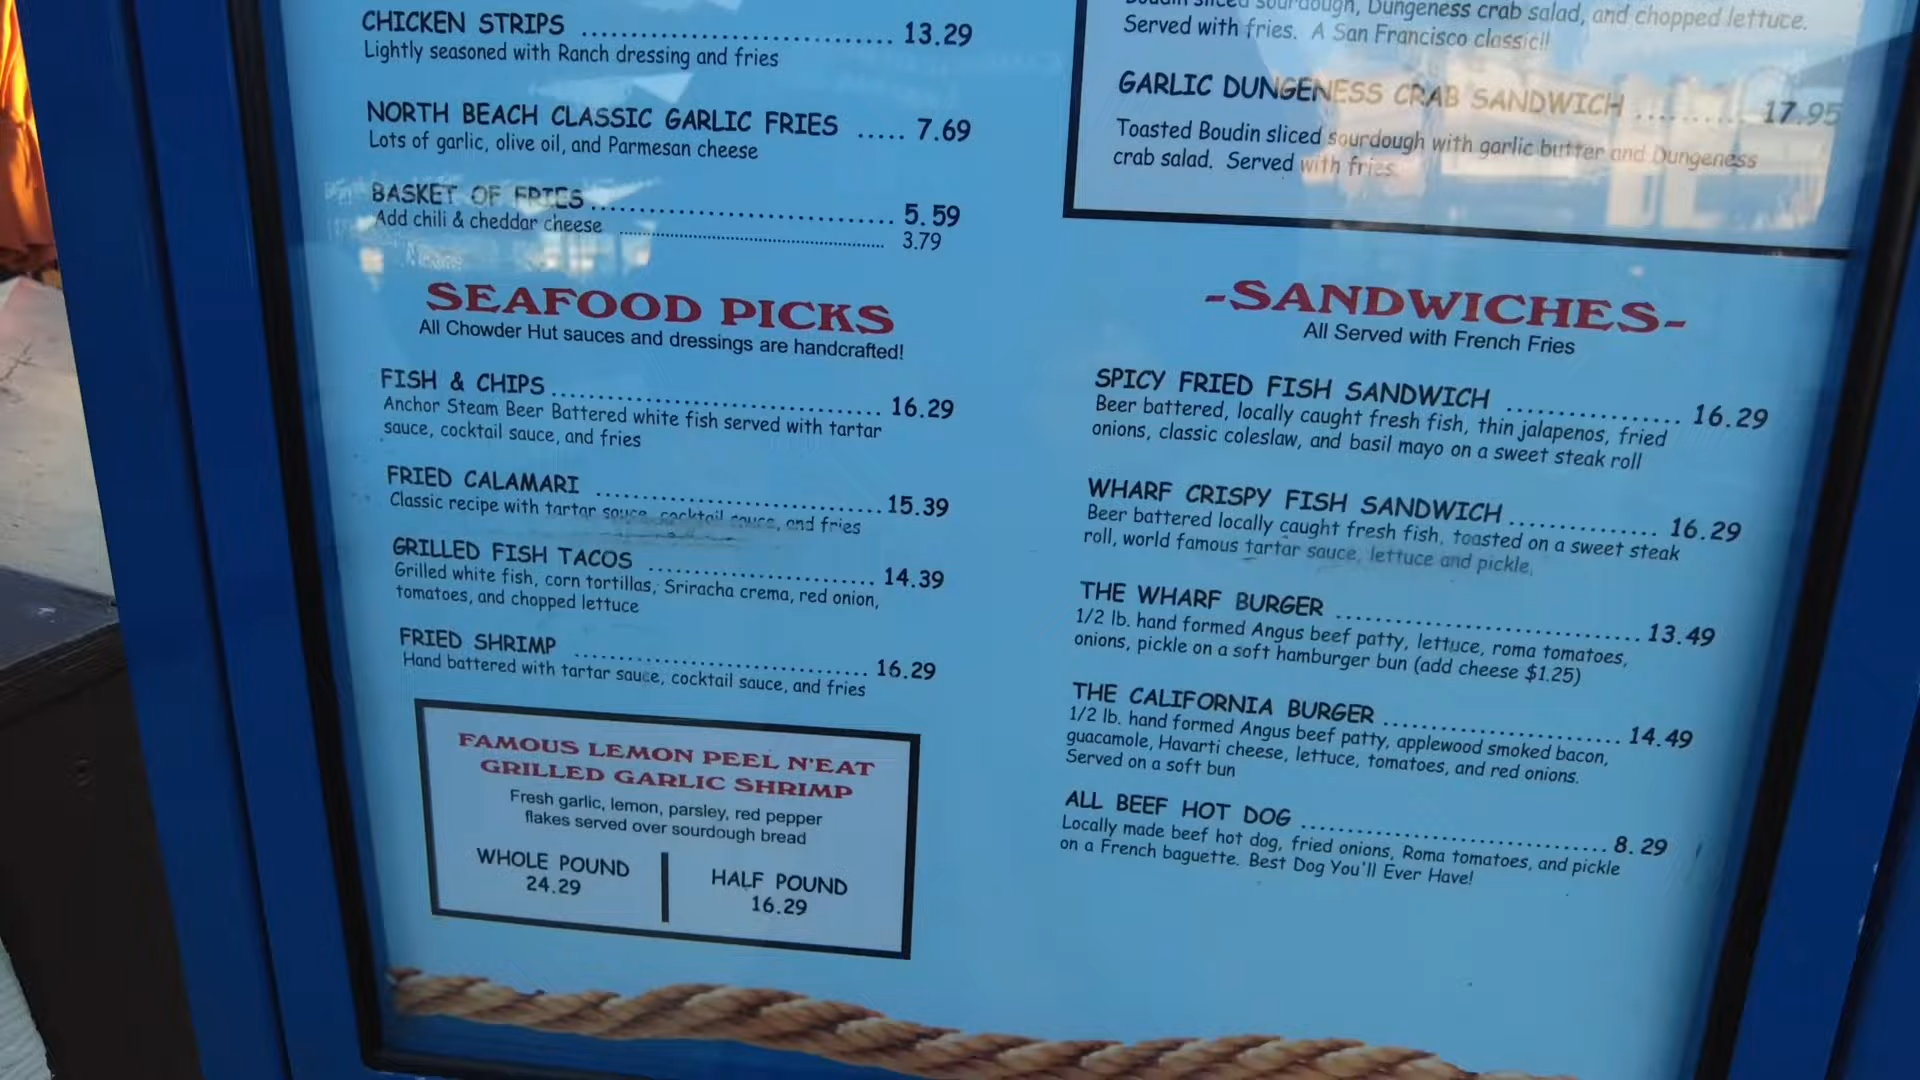 CHICKEN STRIPS ................................ 13.29
Lightly seasoned with Ranch dressing and fries
NORTH BEACH CLASSIC GARLIC FRIES ..... 7.69
Lots of garlic, olive oil, and Parmesan cheese
BASKET OF FRIES ................................ 5.59
Add chili & cheddar cheese ................................ 3.79
SEAFOOD PICKS
All Chowder Hut sauces and dressings are handcrafted!
FISH & CHIPS ................................ 16.29
Anchor Steam Beer Battered white fish served with tartar
sauce, cocktail sauce, and fries
FRIED CALAMARI ................................ 15.39
Classic recipe with tartar sauce, cocktail sauce, and fries
GRILLED FISH TACOS ......................... 14.39
Grilled white fish, corn tortillas, Sriracha crema, red onion,
tomatoes, and chopped lettuce
FRIED SHRIMP ................................ 16.29
Hand battered with tartar sauce, cocktail sauce, and fries
FAMOUS LEMON PEEL N'EAT
GRILLED GARLIC SHRIMP
Fresh garlic, lemon, parsley, red pepper
flakes served over sourdough bread
WHOLE POUND
24.29
HALF POUND
16.29
sliced sourdough, Dungeness crab salad, and chopped lettuce.
Served with fries. A San Francisco classic!!
GARLIC DUNGENESS CRAB SANDWICH ........... 17.95
Toasted Boudin sliced sourdough with garlic butter and Dungeness
crab salad. Served with fries.
-SANDWICHES-
All Served with French Fries
SPICY FRIED FISH SANDWICH ................. 16.29
Beer battered, locally caught fresh fish, thin jalapenos, fried
onions, classic coleslaw, and basil mayo on a sweet steak roll
WHARF CRISPY FISH SANDWICH .............. 16.29
Beer battered locally caught fresh fish, toasted on a sweet steak
roll, world famous tartar sauce, lettuce and pickle.
THE WHARF BURGER ............................. 13.49
1/2 lb. hand formed Angus beef patty, lettuce, roma tomatoes,
onions, pickle on a soft hamburger bun (add cheese $1.25)
THE CALIFORNIA BURGER ...................... 14.49
1/2 lb. hand formed Angus beef patty, applewood smoked bacon,
guacamole, Havarti cheese, lettuce, tomatoes, and red onions.
Served on a soft bun
ALL BEEF HOT DOG ............................. 8.29
Locally made beef hot dog, fried onions, Roma tomatoes, and pickle
on a French baguette. Best Dog You'll Ever Have!